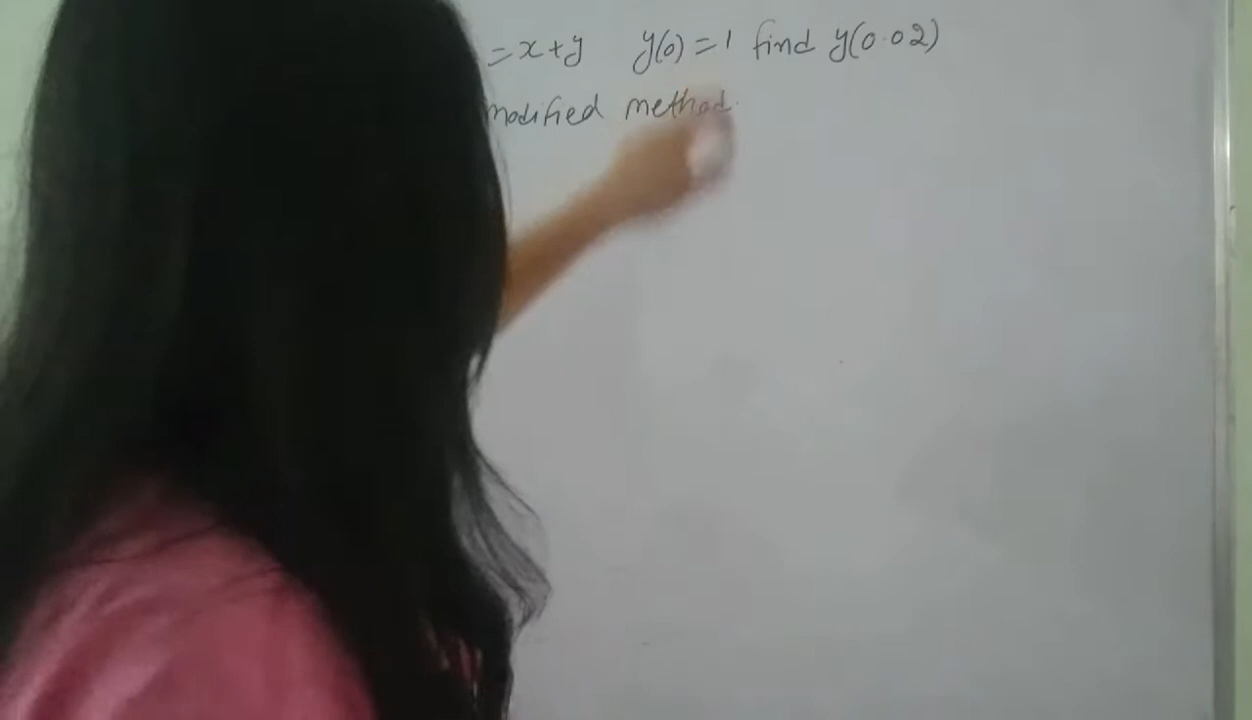 = x + y y(0) = 1 find y(0.02)
modified method.